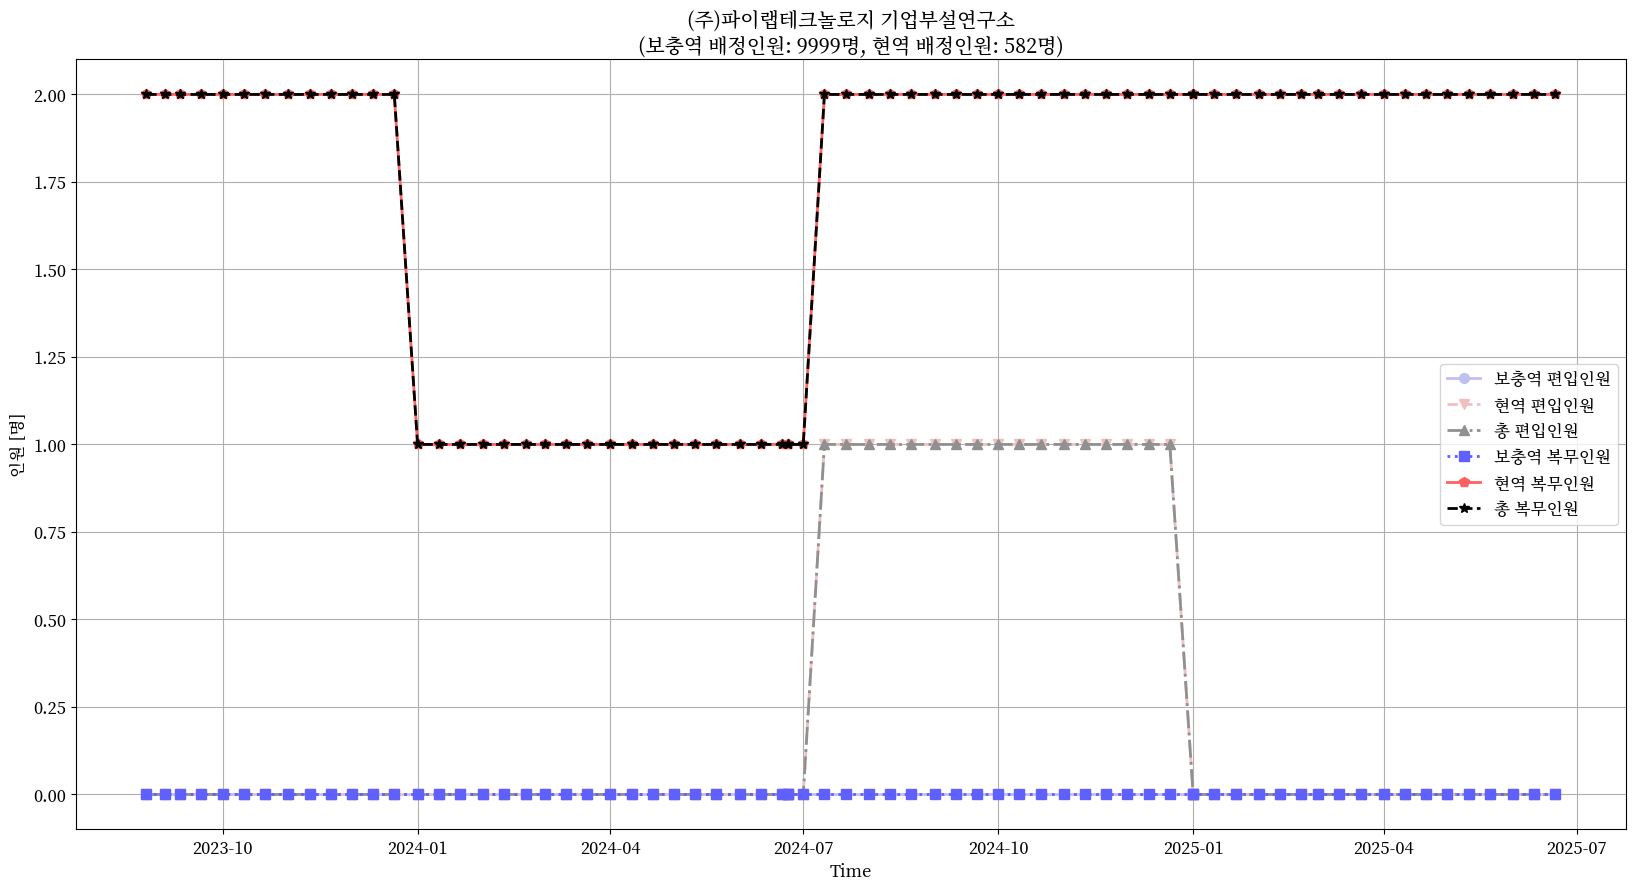 (주)파이랩테크놀로지 기업부설연구소
(보충역 배정인원: 9999명, 현역 배정인원: 582명)
2.00
1.75
1.50
1.25
1.00
0.75
0.50
0.25
0.00
인원 [명]
보충역 편입인원
현역 편입인원
총 편입인원
보충역 복무인원
현역 복무인원
총 복무인원
2023-10
2024-01
2024-04
2024-07
2024-10
2025-01
2025-04
2025-07
Time